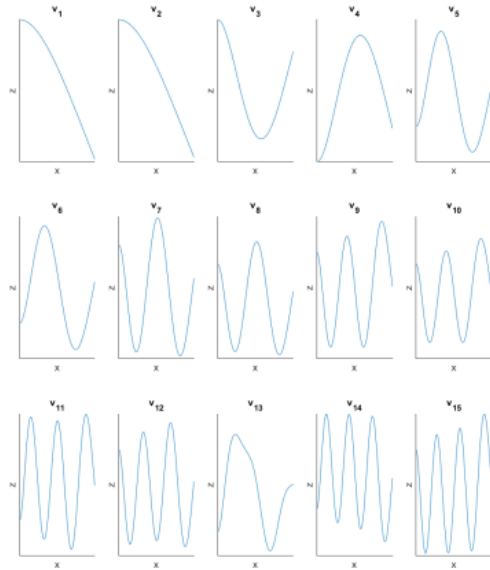 v1 v2 v3 v4 v5
z z z z z
x x x x x
v6 v7 v8 v9 v10
z z z z z
x x x x x
v11 v12 v13 v14 v15
z z z z z
x x x x x